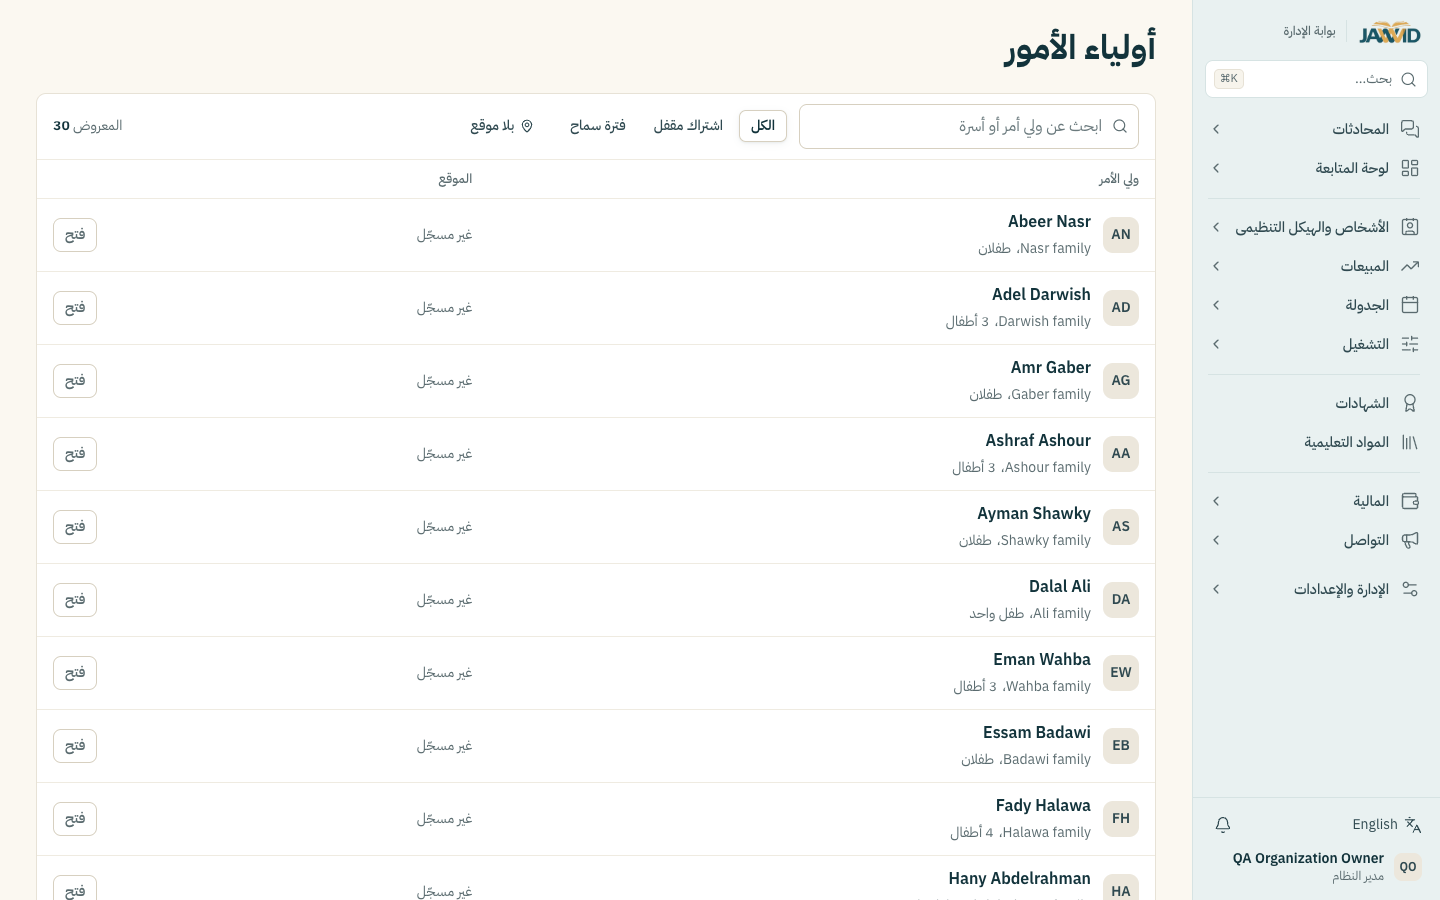 JAWWID
بوابة الإدارة
بحث...
⌘K
المحادثات
لوحة المتابعة
الأشخاص والهيكل التنظيمي
المبيعات
الجدولة
التشغيل
الشهادات
المواد التعليمية
المالية
التواصل
الإدارة والإعدادات
English
QA Organization Owner
QO
مدير النظام
أولياء الأمور
ابحث عن ولي أمر أو أسرة
الكل
اشتراك مقفل
فترة سماح
بلا موقع
المعروض 30
ولي الأمر
الموقع
AN
Abeer Nasr
Nasr family، طفلان
غير مسجّل
فتح
AD
Adel Darwish
Darwish family، 3 أطفال
غير مسجّل
فتح
AG
Amr Gaber
Gaber family، طفلان
غير مسجّل
فتح
AA
Ashraf Ashour
Ashour family، 3 أطفال
غير مسجّل
فتح
AS
Ayman Shawky
Shawky family، طفلان
غير مسجّل
فتح
DA
Dalal Ali
Ali family، طفل واحد
غير مسجّل
فتح
EW
Eman Wahba
Wahba family، 3 أطفال
غير مسجّل
فتح
EB
Essam Badawi
Badawi family، طفلان
غير مسجّل
فتح
FH
Fady Halawa
Halawa family، 4 أطفال
غير مسجّل
فتح
HA
Hany Abdelrahman
غير مسجّل
فتح